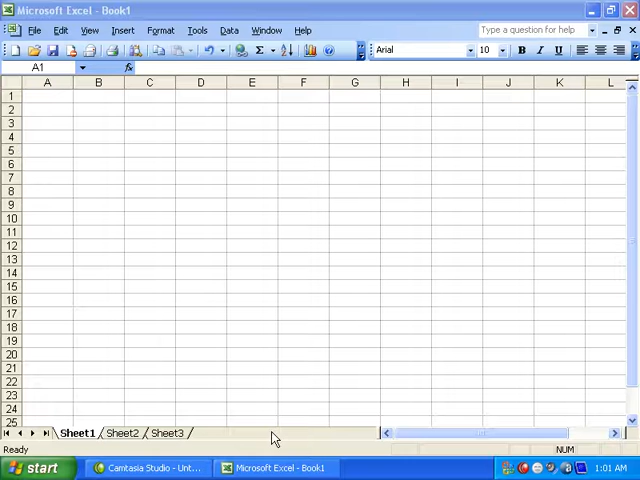 Microsoft Excel - Book1
File Edit View Insert Format Tools Data Window Help
Type a question for help
Arial 10 B I U
A1 fx
A B C D E F G H I J K L
1
2
3
4
5
6
7
8
9
10
11
12
13
14
15
16
17
18
19
20
21
22
23
24
25
Sheet1 Sheet2 Sheet3
Ready NUM
start Camtasia Studio - Unt... Microsoft Excel - Book1 1:01 AM